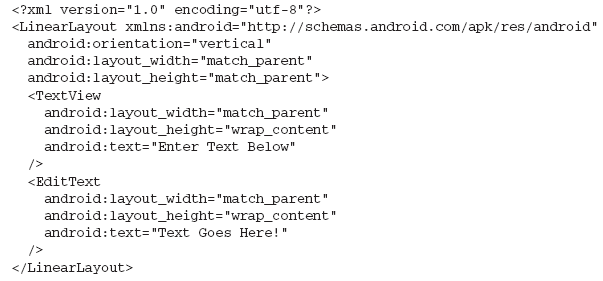 <?xml version="1.0" encoding="utf-8"?>
<LinearLayout xmlns:android="http://schemas.android.com/apk/res/android"
  android:orientation="vertical"
  android:layout_width="match_parent"
  android:layout_height="match_parent">
  <TextView
    android:layout_width="match_parent"
    android:layout_height="wrap_content"
    android:text="Enter Text Below"
  />
  <EditText
    android:layout_width="match_parent"
    android:layout_height="wrap_content"
    android:text="Text Goes Here!"
  />
</LinearLayout>